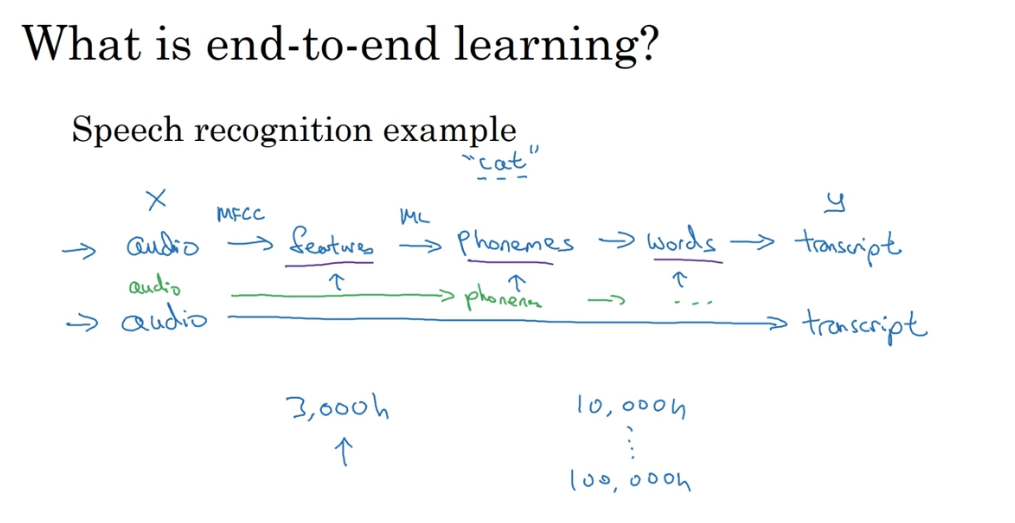 What is end-to-end learning?
Speech recognition example
"cat"
X MFCC ML y
→ audio → features → phonemes → words → transcript
audio → phonemes → ...
→ audio → transcript
3,000h 10,000h
100,000h